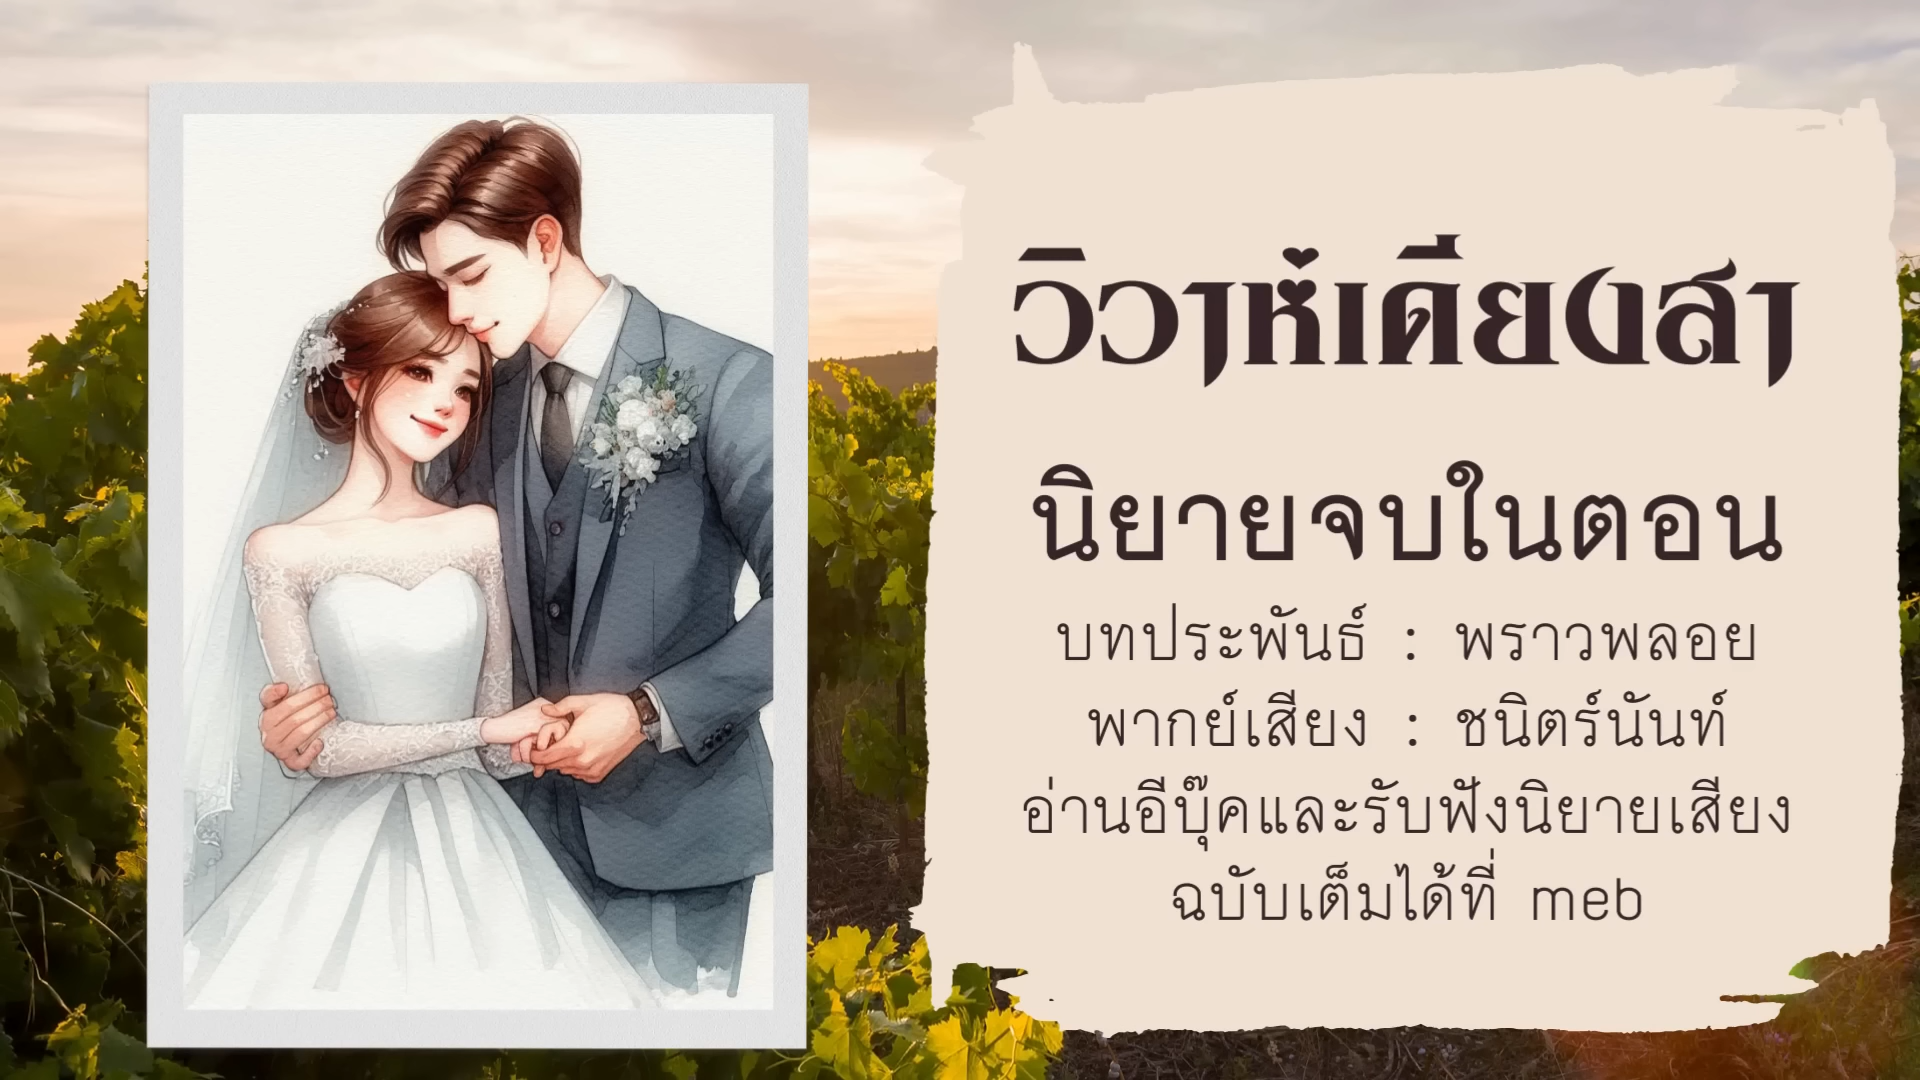 วิวาห์เดียงสา
นิยายจบในตอน
บทประพันธ์ : พราวพลอย
พากย์เสียง : ชนิตร์นันท์
อ่านอีบุ๊คและรับฟังนิยายเสียง
ฉบับเต็มได้ที่ meb